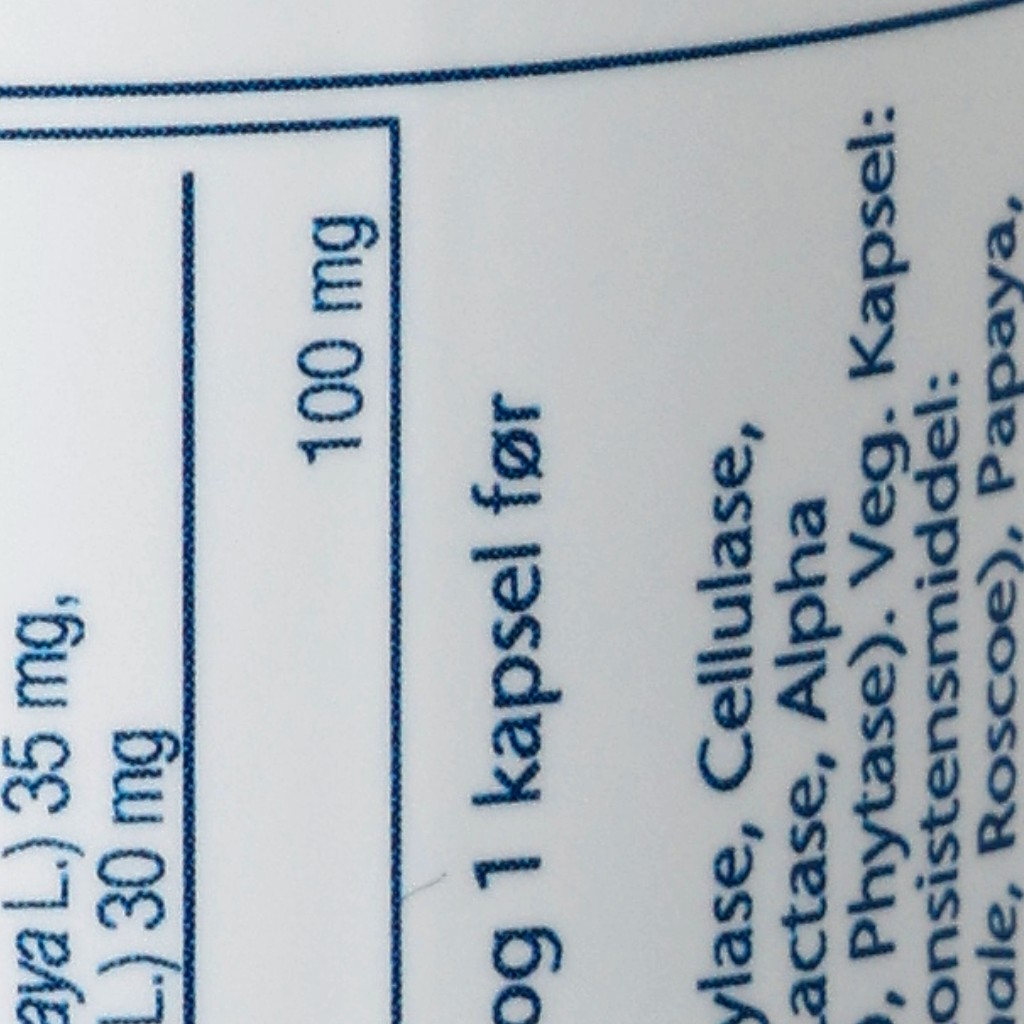 aya L.) 35 mg,
L.) 30 mg
100 mg
og 1 kapsel før
ylase, Cellulase,
actase, Alpha
, Phytase). Veg. Kapsel:
onsistensmiddel:
ale, Roscoe), Papaya,